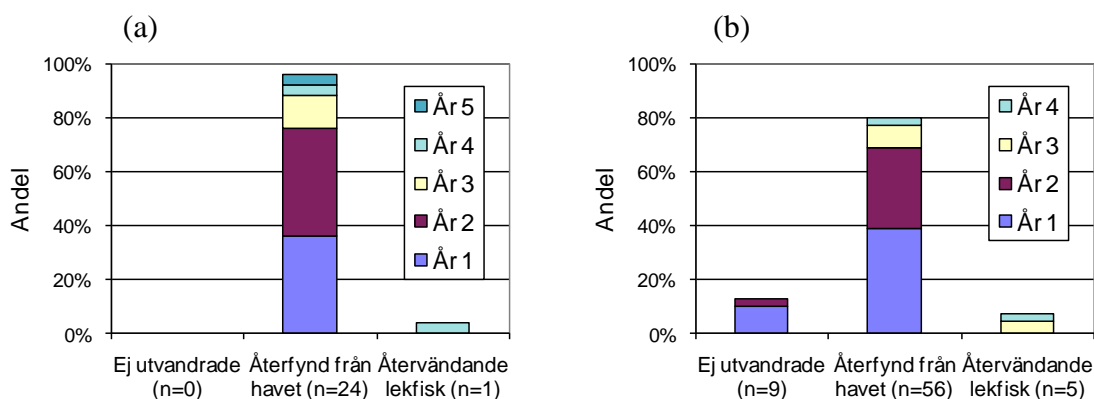 (a)
100%
80%
60%
40%
20%
0%
Andel
År 5
År 4
År 3
År 2
År 1
Ej utvandrade
(n=0)
Återfynd från
havet (n=24)
Återvändande
lekfisk (n=1)
(b)
100%
80%
60%
40%
20%
0%
Andel
År 4
År 3
År 2
År 1
Ej utvandrade
(n=9)
Återfynd från
havet (n=56)
Återvändande
lekfisk (n=5)